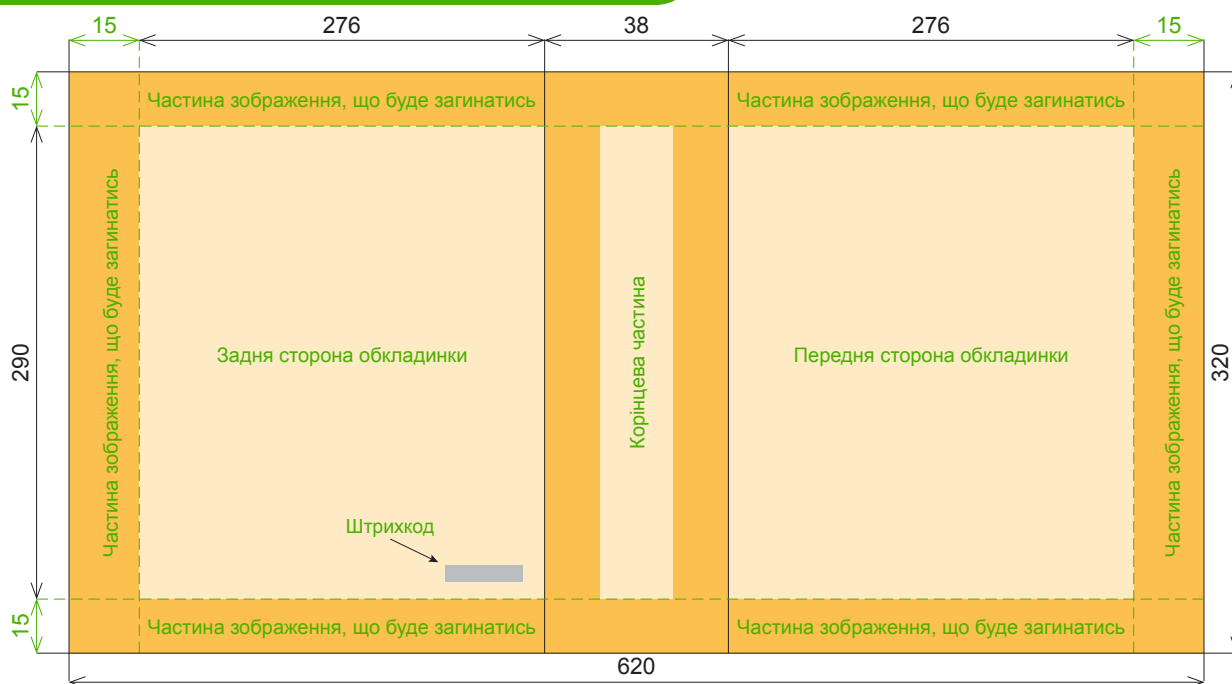 15
276
38
276
15
15
Частина зображення, що буде загинатись
Частина зображення, що буде загинатись
290
Частина зображення, що буде загинатись
Задня сторона обкладинки
Корінцева частина
Передня сторона обкладинки
Частина зображення, що буде загинатись
320
Штрихкод
15
Частина зображення, що буде загинатись
Частина зображення, що буде загинатись
620